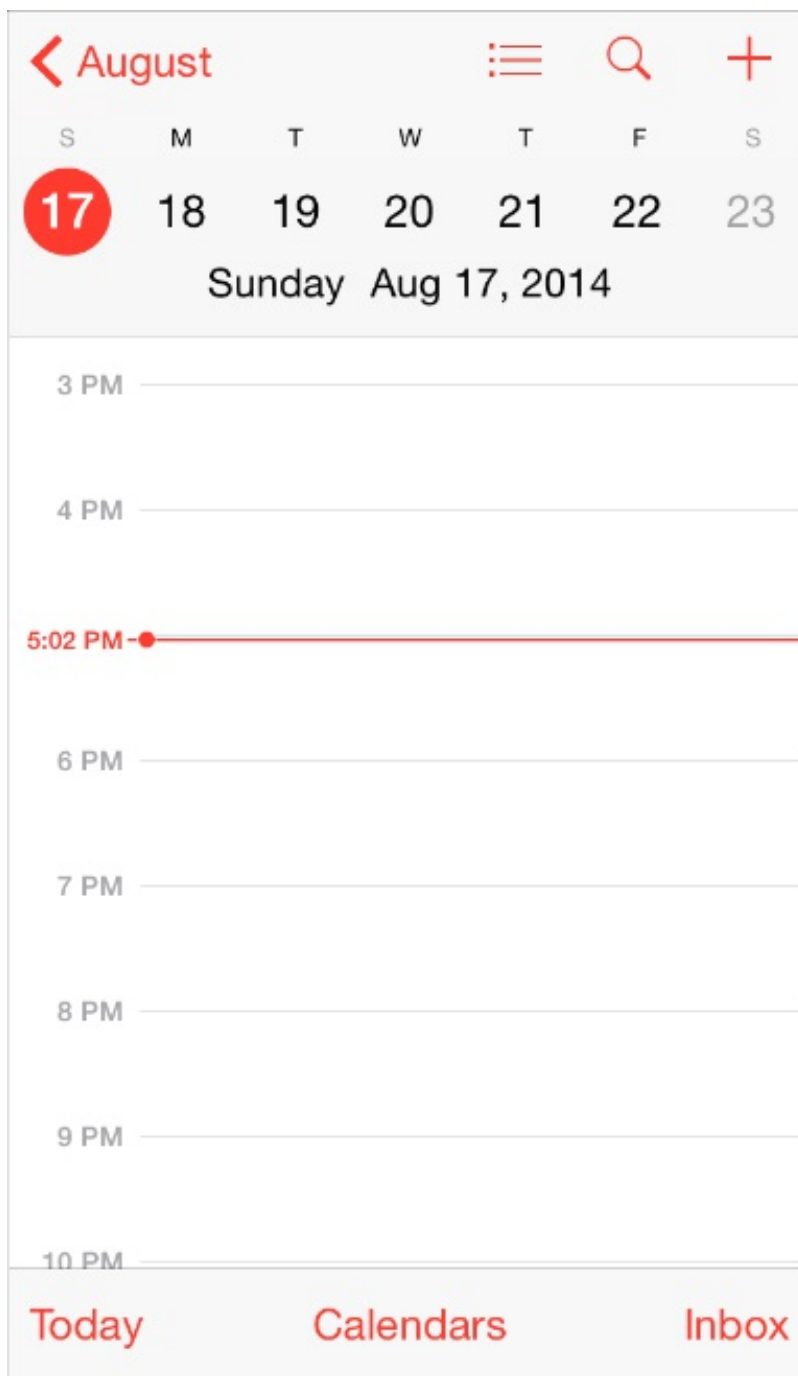 August
S M T W T F S
17 18 19 20 21 22 23
Sunday Aug 17, 2014
3 PM
4 PM
5:02 PM
6 PM
7 PM
8 PM
9 PM
10 PM
Today Calendars Inbox